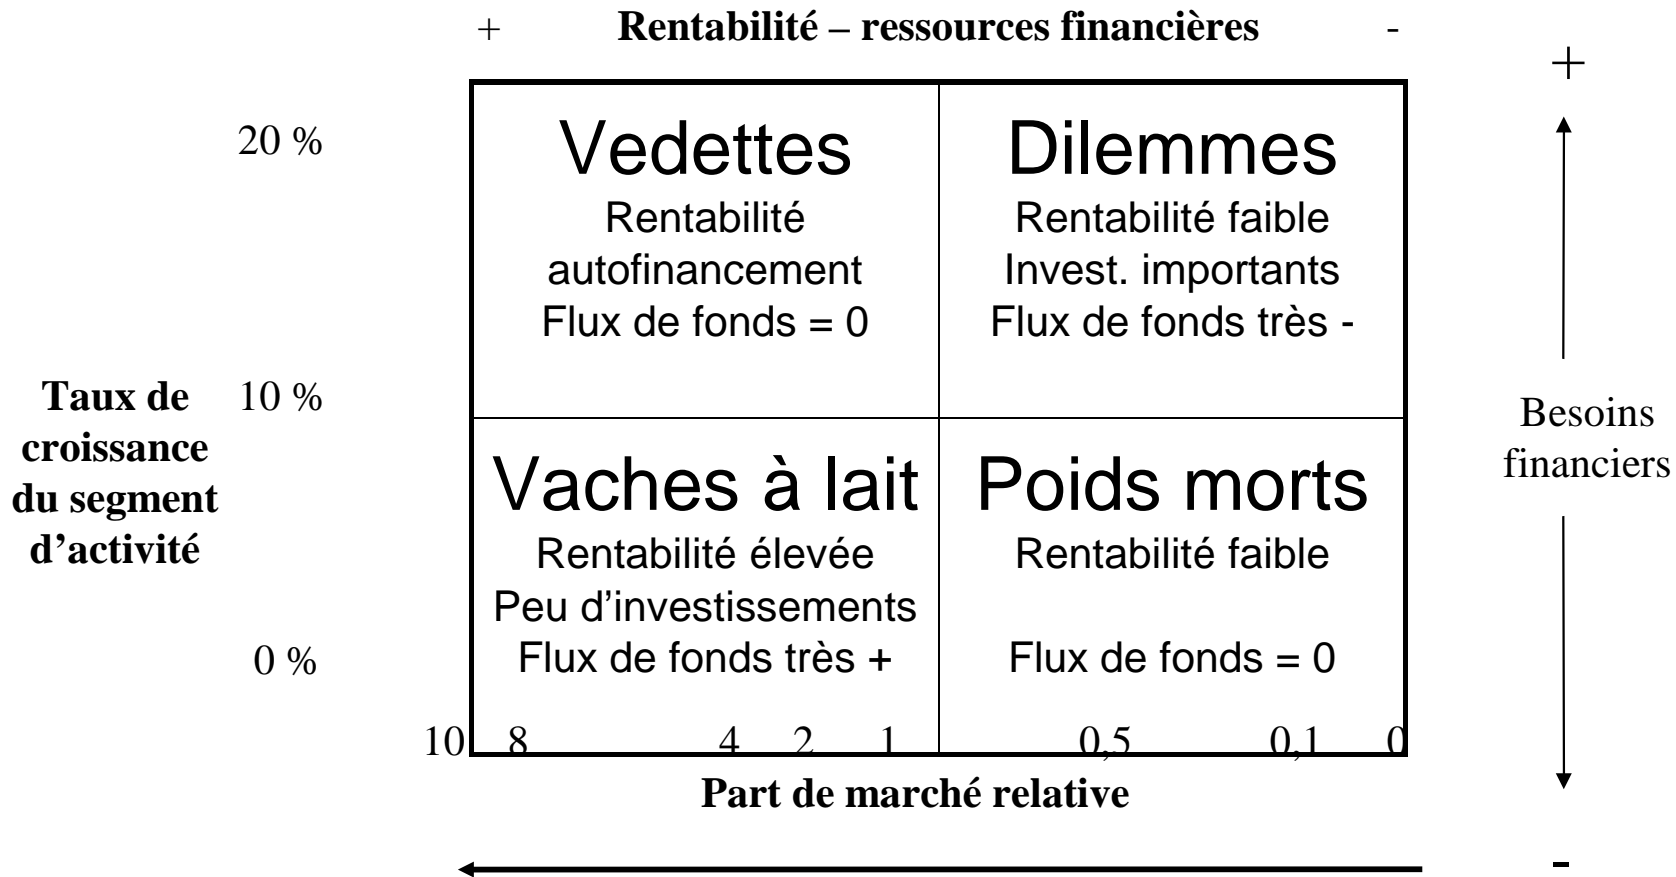 + Rentabilité – ressources financières -
+
20 %
Vedettes
Rentabilité
autofinancement
Flux de fonds = 0
Dilemmes
Rentabilité faible
Invest. importants
Flux de fonds très -
Taux de
croissance
du segment
d’activité
10 %
Besoins
financiers
Vaches à lait
Rentabilité élevée
Peu d’investissements
Flux de fonds très +
Poids morts
Rentabilité faible
Flux de fonds = 0
0 %
10 8 4 2 1 0,5 0,1 0
Part de marché relative
-